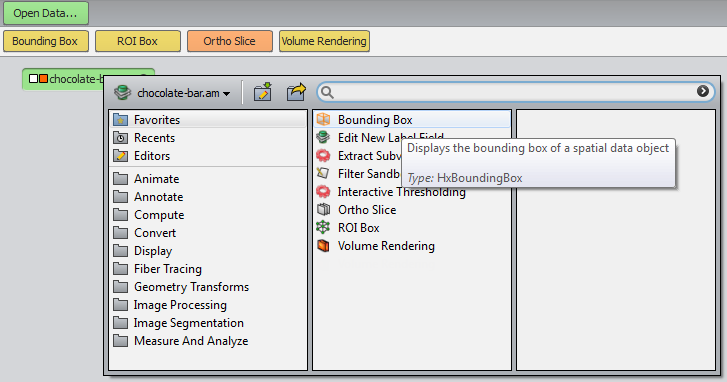 Open Data...
Bounding Box ROI Box Ortho Slice Volume Rendering
chocolate-b
chocolate-bar.am
Favorites
Recents
Editors
Animate
Annotate
Compute
Convert
Display
Fiber Tracing
Geometry Transforms
Image Processing
Image Segmentation
Measure And Analyze
Bounding Box
Edit New Label Field
Extract Subv
Filter Sandb
Interactive Thresholding
Ortho Slice
ROI Box
Volume Rendering
Displays the bounding box of a spatial data object
Type: HxBoundingBox